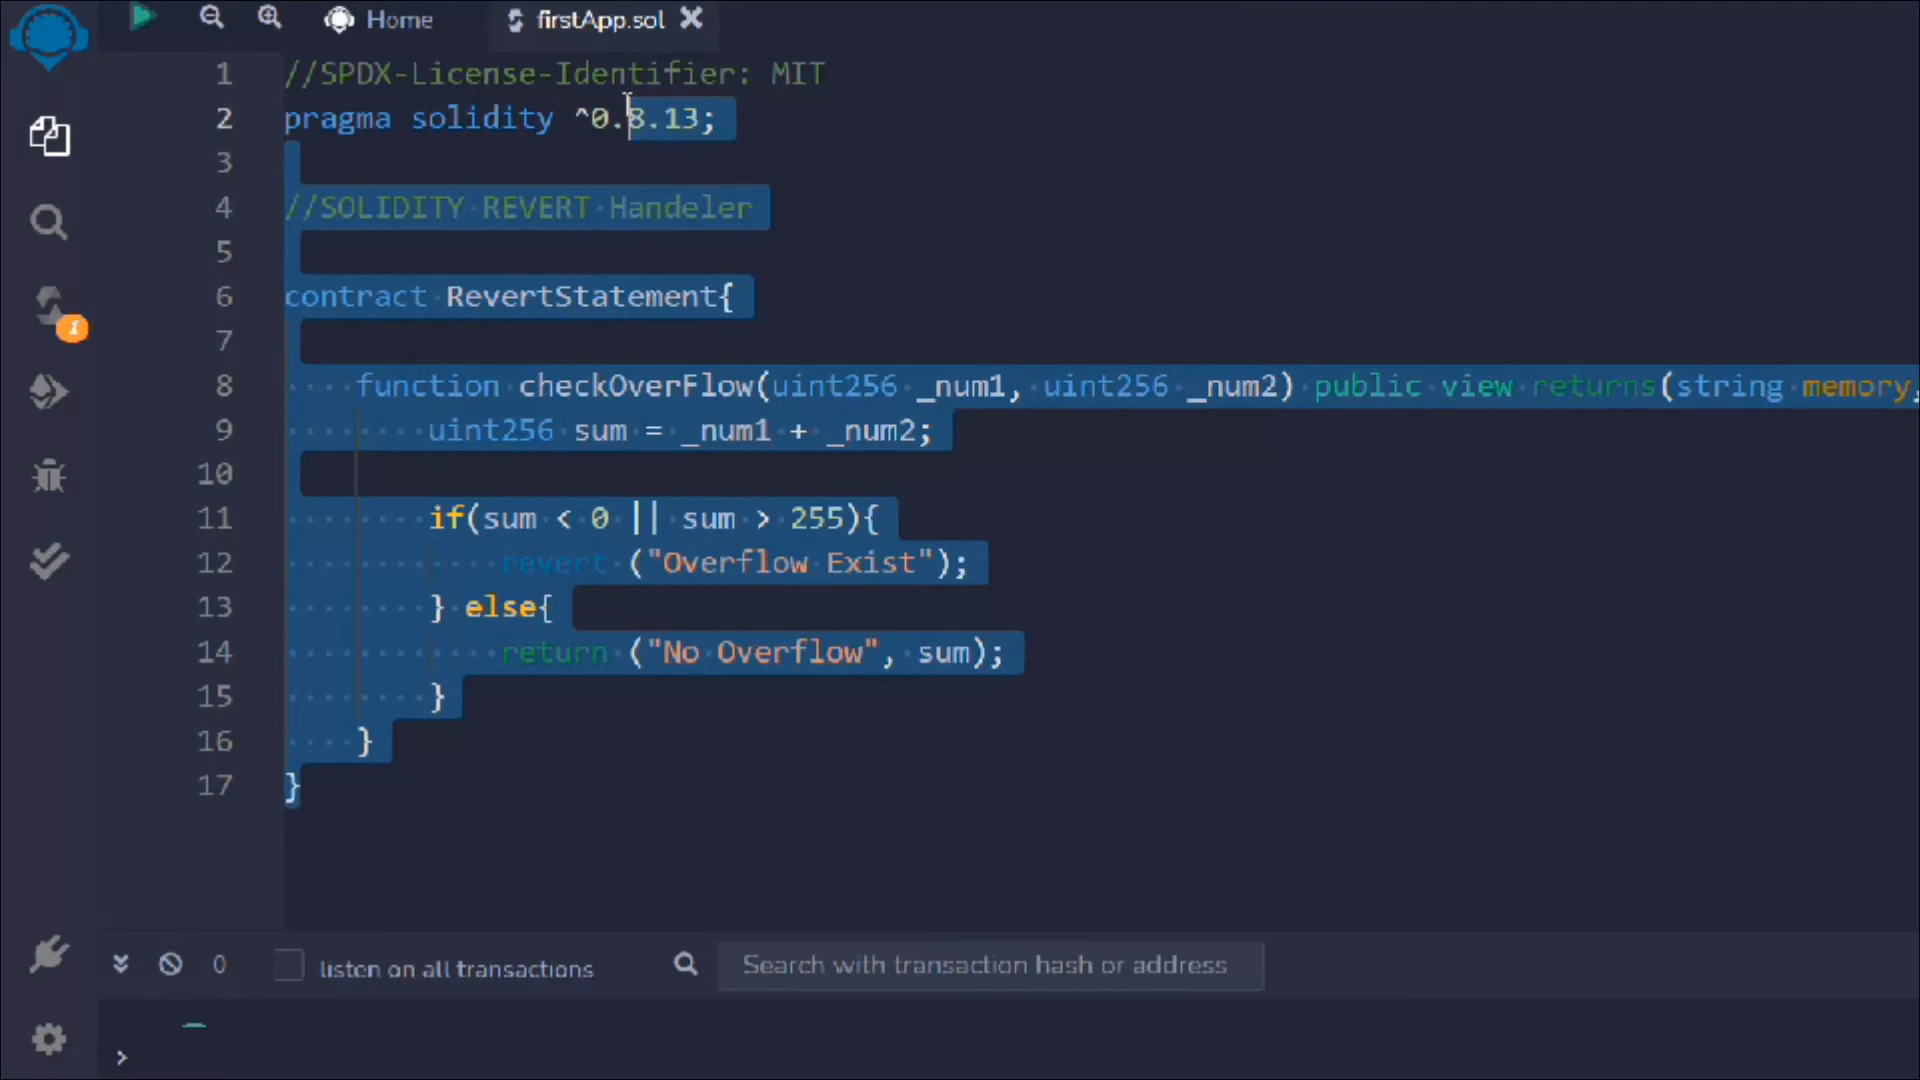 Home firstApp.sol
1 //SPDX-License-Identifier: MIT
2 pragma solidity ^0.8.13;
3
4 //SOLIDITY REVERT Handeler
5
6 contract RevertStatement{
7
8 function checkOverFlow(uint256 _num1, uint256 _num2) public view returns(string memory,
9 uint256 sum = _num1 + _num2;
10
11 if(sum < 0 || sum > 255){
12 revert ("Overflow Exist");
13 } else{
14 return ("No Overflow", sum);
15 }
16 }
17 }
0 listen on all transactions Search with transaction hash or address
>